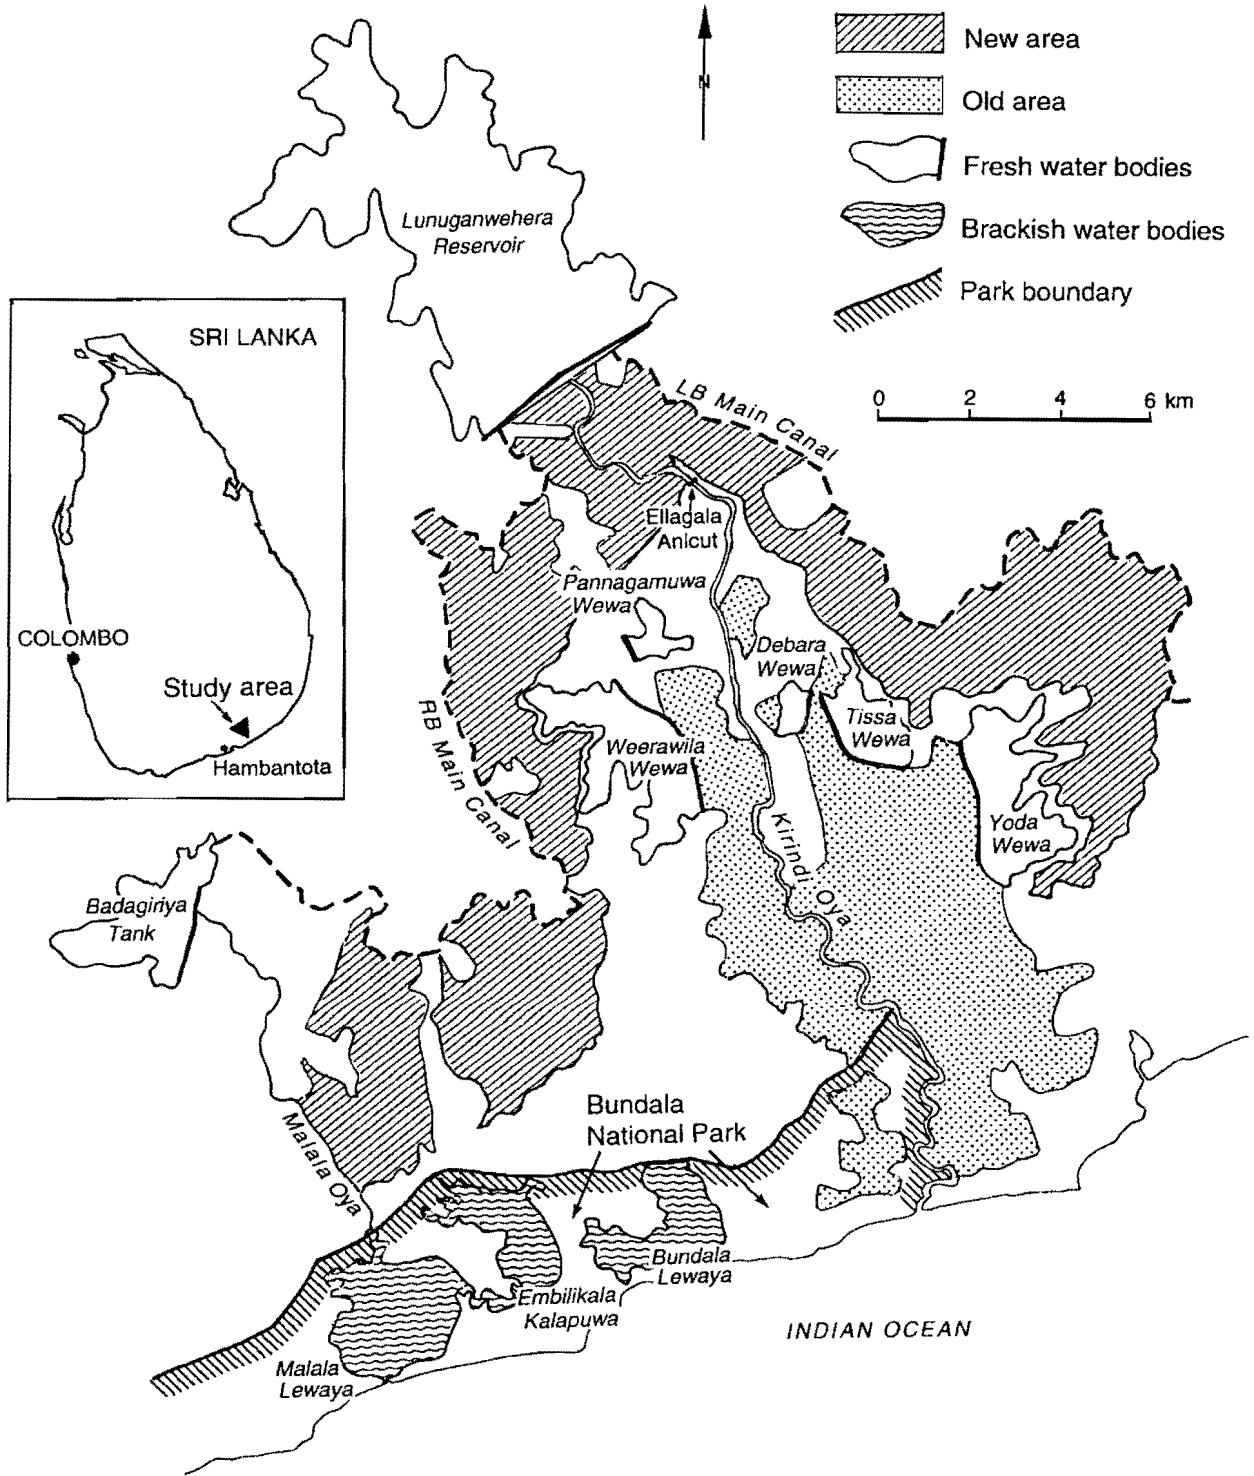 New area
Old area
Fresh water bodies
Brackish water bodies
Park boundary
N
0 2 4 6 km
Lunuganwehera
Reservoir
SRI LANKA
COLOMBO
Study area
Hambantota
LB Main Canal
Ellagala
Anicut
Pannagamuwa
Wewa
Debara
Wewa
Tissa
Wewa
RB Main Canal
Weerawila
Wewa
Yoda
Wewa
Kirindi Oya
Badagiriya
Tank
Malala Oya
Bundala
National Park
Bundala
Lewaya
Embilikala
Kalapuwa
Malala
Lewaya
INDIAN OCEAN